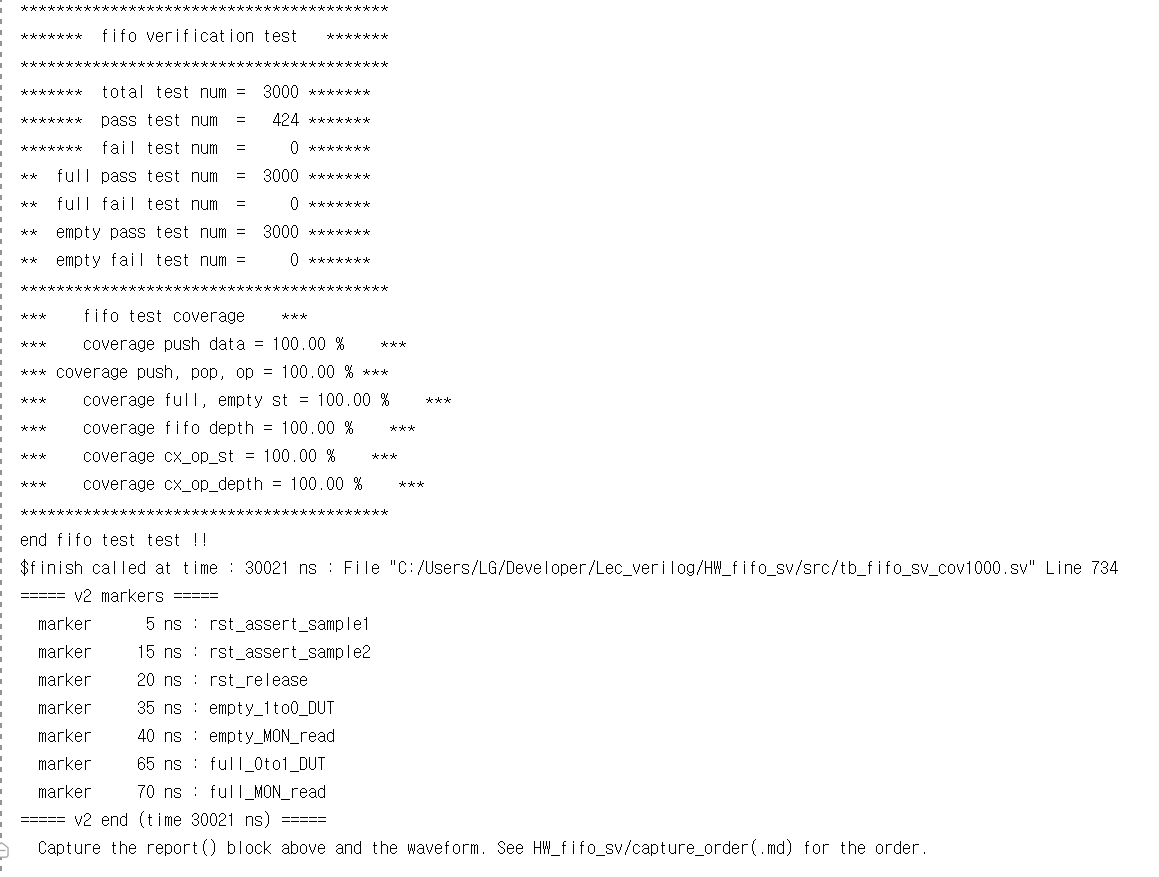 *****************************************
*******  fifo verification test   *******
*****************************************
*******  total test num =  3000 *******
*******  pass test num  =   424 *******
*******  fail test num  =     0 *******
**  full pass test num  =  3000 *******
**  full fail test num  =     0 *******
**  empty pass test num =  3000 *******
**  empty fail test num =     0 *******
*****************************************
***    fifo test coverage    ***
***    coverage push data = 100.00 %    ***
*** coverage push, pop, op = 100.00 % ***
***    coverage full, empty st = 100.00 %    ***
***    coverage fifo depth = 100.00 %    ***
***    coverage cx_op_st = 100.00 %    ***
***    coverage cx_op_depth = 100.00 %    ***
*****************************************
end fifo test test !!
$finish called at time : 30021 ns : File "C:/Users/LG/Developer/Lec_verilog/HW_fifo_sv/src/tb_fifo_sv_cov1000.sv" Line 734
===== v2 markers =====
  marker      5 ns : rst_assert_sample1
  marker     15 ns : rst_assert_sample2
  marker     20 ns : rst_release
  marker     35 ns : empty_1to0_DUT
  marker     40 ns : empty_MON_read
  marker     65 ns : full_0to1_DUT
  marker     70 ns : full_MON_read
===== v2 end (time 30021 ns) =====
  Capture the report() block above and the waveform. See HW_fifo_sv/capture_order(.md) for the order.